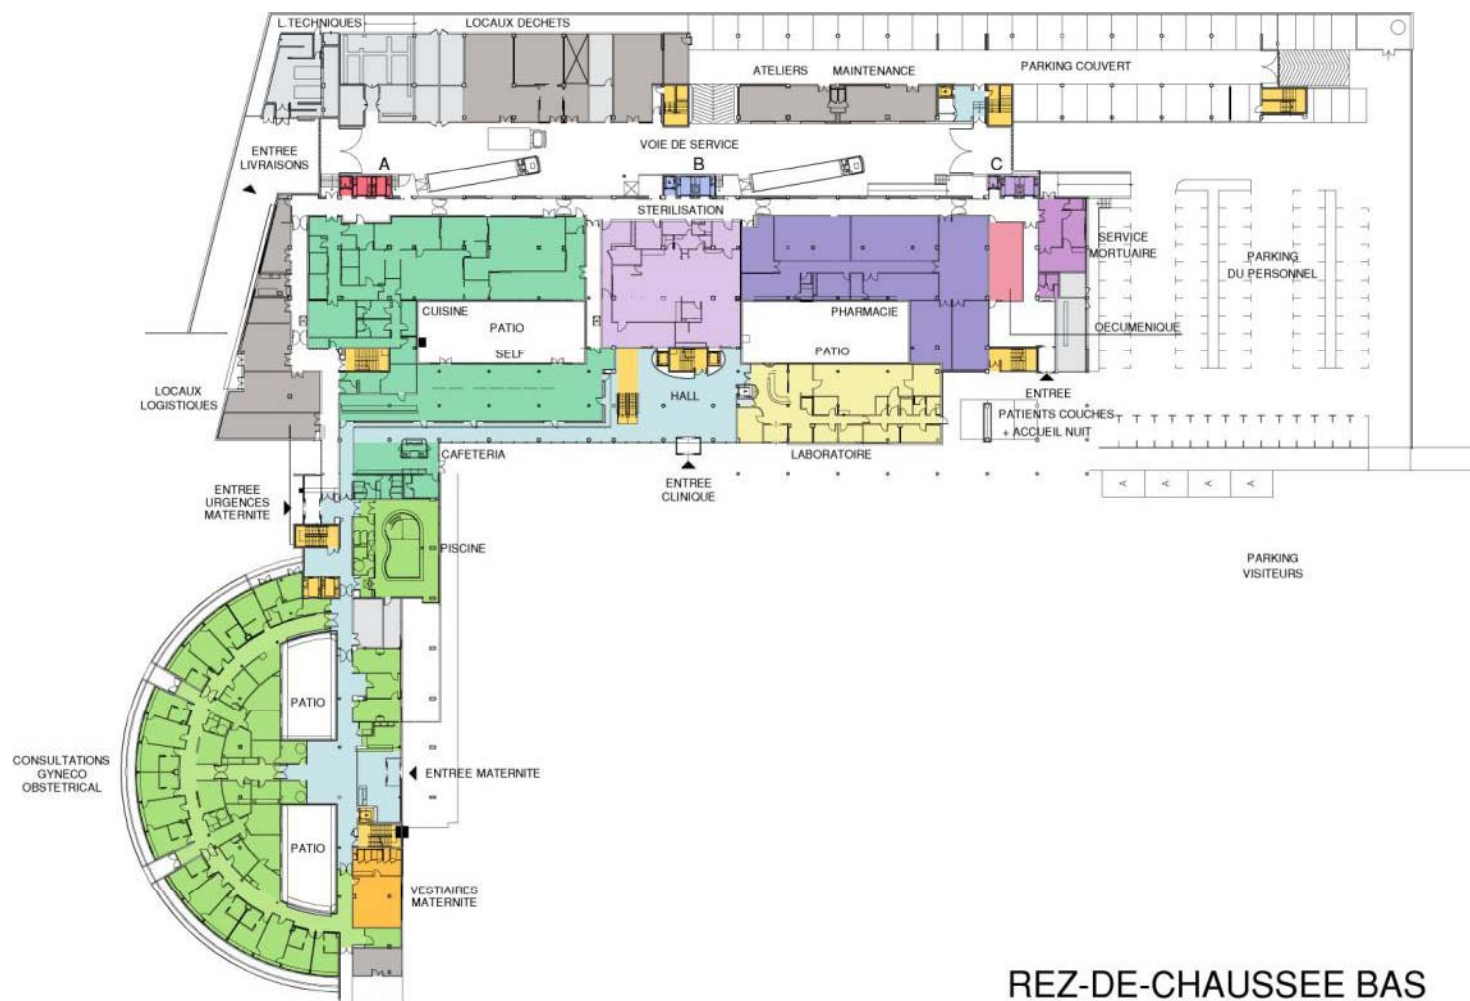 L.TECHNIQUES
LOCAUX DECHETS
ATELIERS
MAINTENANCE
PARKING COUVERT
ENTREE
LIVRAISONS
VOIE DE SERVICE
A
B
C
STERILISATION
SERVICE
MORTUAIRE
PARKING
DU PERSONNEL
CUISINE
PATIO
SELF
PHARMACIE
PATIO
OECUMENIQUE
LOCAUX
LOGISTIQUES
HALL
ENTREE
PATIENTS COUCHES
+ ACCUEIL NUIT
CAFETERIA
LABORATOIRE
ENTREE
CLINIQUE
ENTREE
URGENCES
MATERNITE
A
A
A
A
PISCINE
PARKING
VISITEURS
PATIO
CONSULTATIONS
GYNECO
OBSTETRICAL
ENTREE MATERNITE
PATIO
VESTIAIRES
MATERNITE
REZ-DE-CHAUSSEE BAS